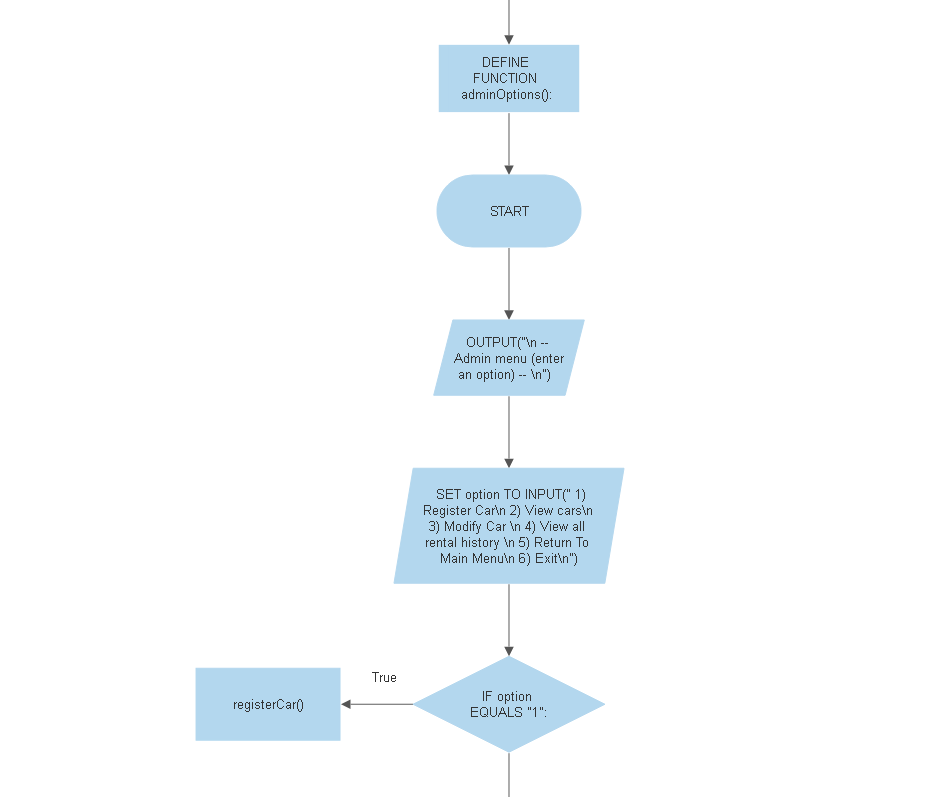 DEFINE
FUNCTION
adminOptions():
START
OUTPUT("\n --
Admin menu (enter
an option) -- \n")
SET option TO INPUT(" 1)
Register Car\n 2) View cars\n
3) Modify Car \n 4) View all
rental history \n 5) Return To
Main Menu\n 6) Exit\n")
True
registerCar()
IF option
EQUALS "1":